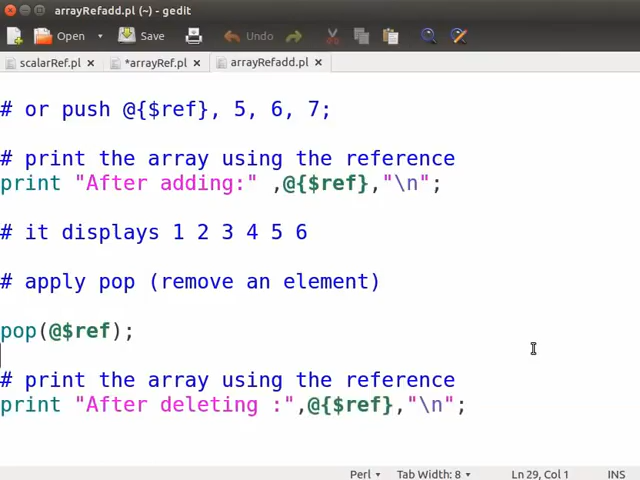 arrayRefadd.pl (~) - gedit
Open Save Undo
scalarRef.pl *arrayRef.pl arrayRefadd.pl
# or push @{$ref}, 5, 6, 7;
# print the array using the reference
print "After adding:" ,@{$ref},"\n";
# it displays 1 2 3 4 5 6
# apply pop (remove an element)
pop(@$ref);
# print the array using the reference
print "After deleting :",@{$ref},"\n";
Perl Tab Width: 8 Ln 29, Col 1 INS